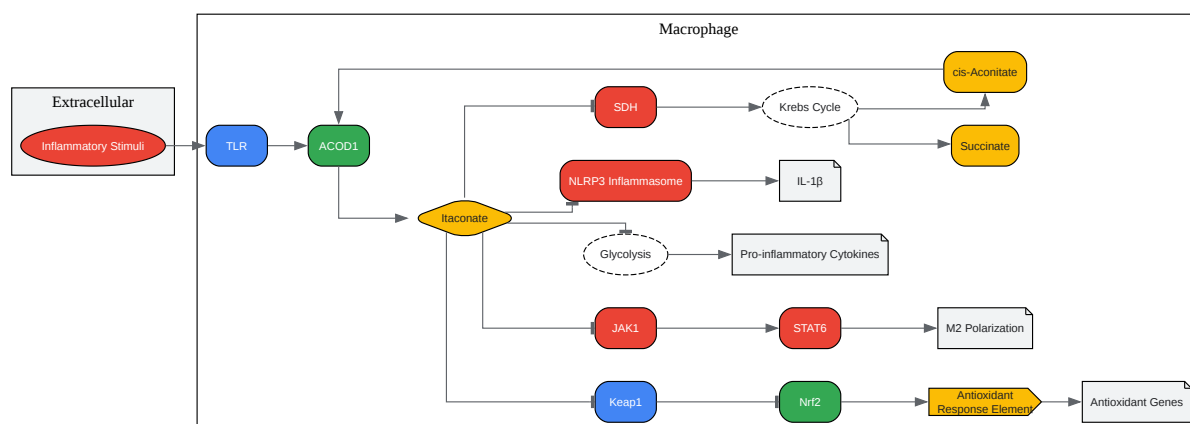 Macrophage
Extracellular
Inflammatory Stimuli
TLR
ACOD1
cis-Aconitate
SDH
Krebs Cycle
Succinate
NLRP3 Inflammasome
IL-1β
Itaconate
Glycolysis
Pro-inflammatory Cytokines
JAK1
STAT6
M2 Polarization
Keap1
Nrf2
Antioxidant
Response Element
Antioxidant Genes